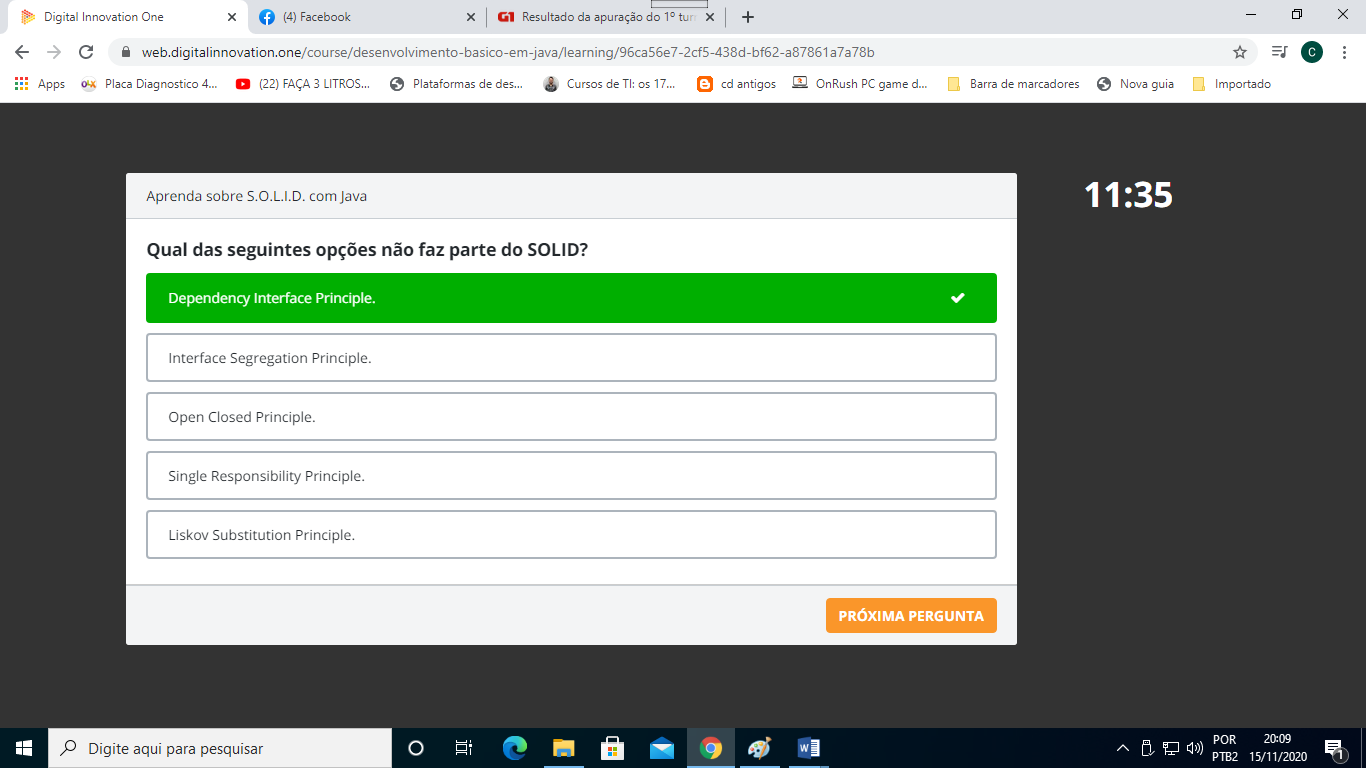 Digital Innovation One
(4) Facebook
G1
Resultado da apuração do 1º tur
web.digitalinnovation.one/course/desenvolvimento-basico-em-java/learning/96ca56e7-2cf5-438d-bf62-a87861a7a78b
C
Apps
OLX
Placa Diagnostico 4...
(22) FAÇA 3 LITROS...
Plataformas de des...
Cursos de TI: os 17...
cd antigos
OnRush PC game d...
Barra de marcadores
Nova guia
Importado
Aprenda sobre S.O.L.I.D. com Java
11:35
Qual das seguintes opções não faz parte do SOLID?
Dependency Interface Principle.
Interface Segregation Principle.
Open Closed Principle.
Single Responsibility Principle.
Liskov Substitution Principle.
PRÓXIMA PERGUNTA
Digite aqui para pesquisar
W
POR
PTB2
20:09
15/11/2020
1